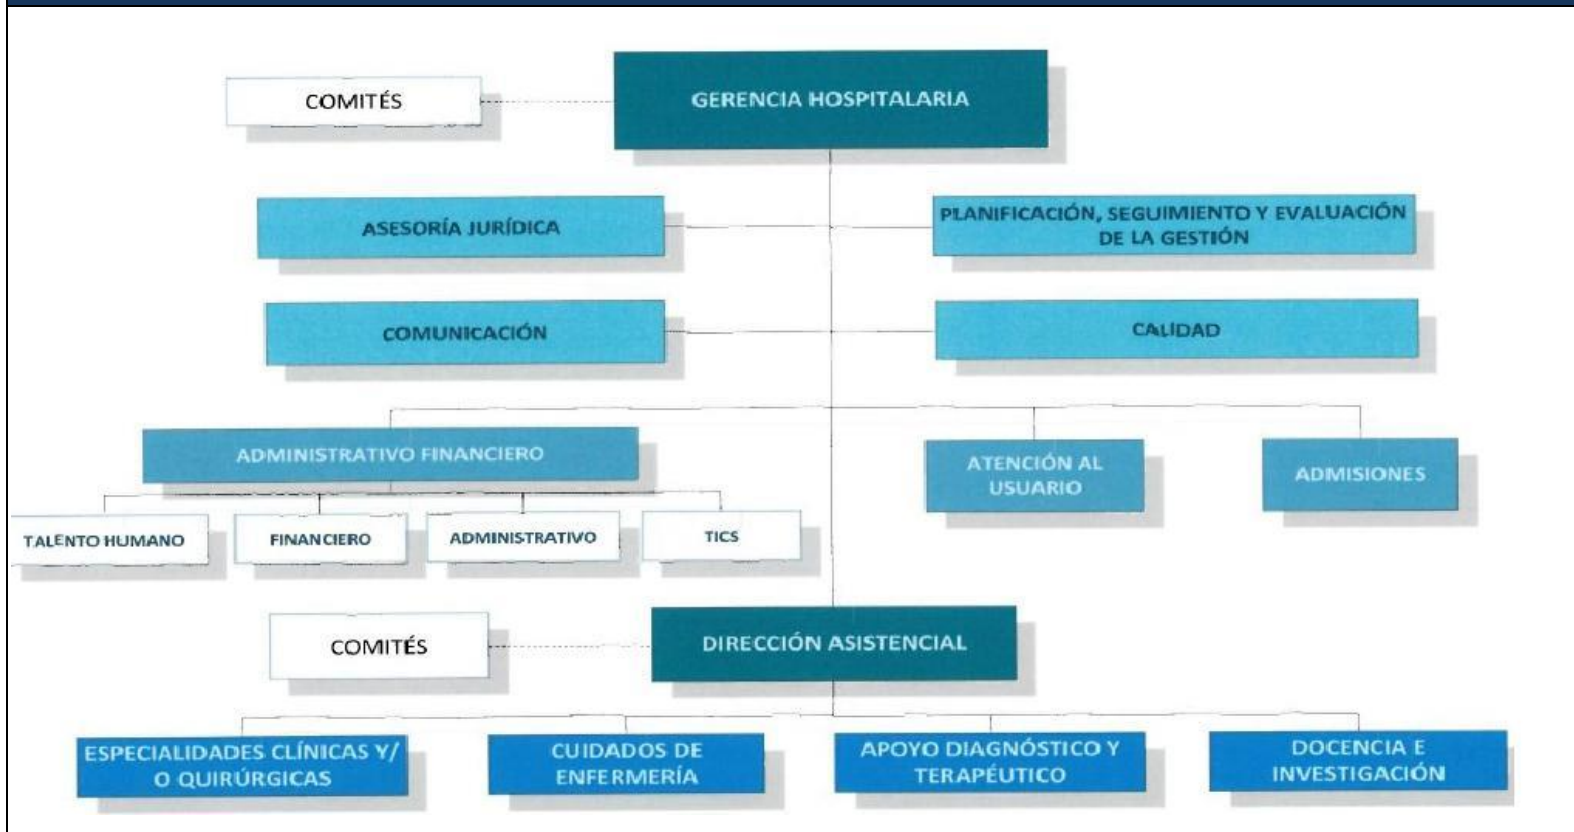 COMITÉS
GERENCIA HOSPITALARIA
ASESORÍA JURÍDICA
PLANIFICACIÓN, SEGUIMIENTO Y EVALUACIÓN
DE LA GESTIÓN
COMUNICACIÓN
CALIDAD
ADMINISTRATIVO FINANCIERO
ATENCIÓN AL
USUARIO
ADMISIONES
TALENTO HUMANO
FINANCIERO
ADMINISTRATIVO
TICS
COMITÉS
DIRECCIÓN ASISTENCIAL
ESPECIALIDADES CLÍNICAS Y/
O QUIRÚRGICAS
CUIDADOS DE
ENFERMERÍA
APOYO DIAGNÓSTICO Y
TERAPÉUTICO
DOCENCIA E
INVESTIGACIÓN